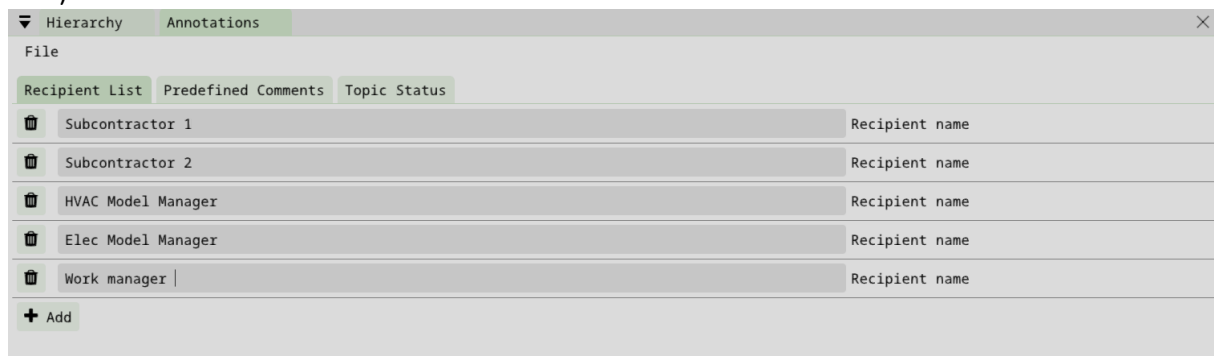 Hierarchy Annotations
File
Recipient List Predefined Comments Topic Status
Subcontractor 1 Recipient name
Subcontractor 2 Recipient name
HVAC Model Manager Recipient name
Elec Model Manager Recipient name
Work manager Recipient name
Add